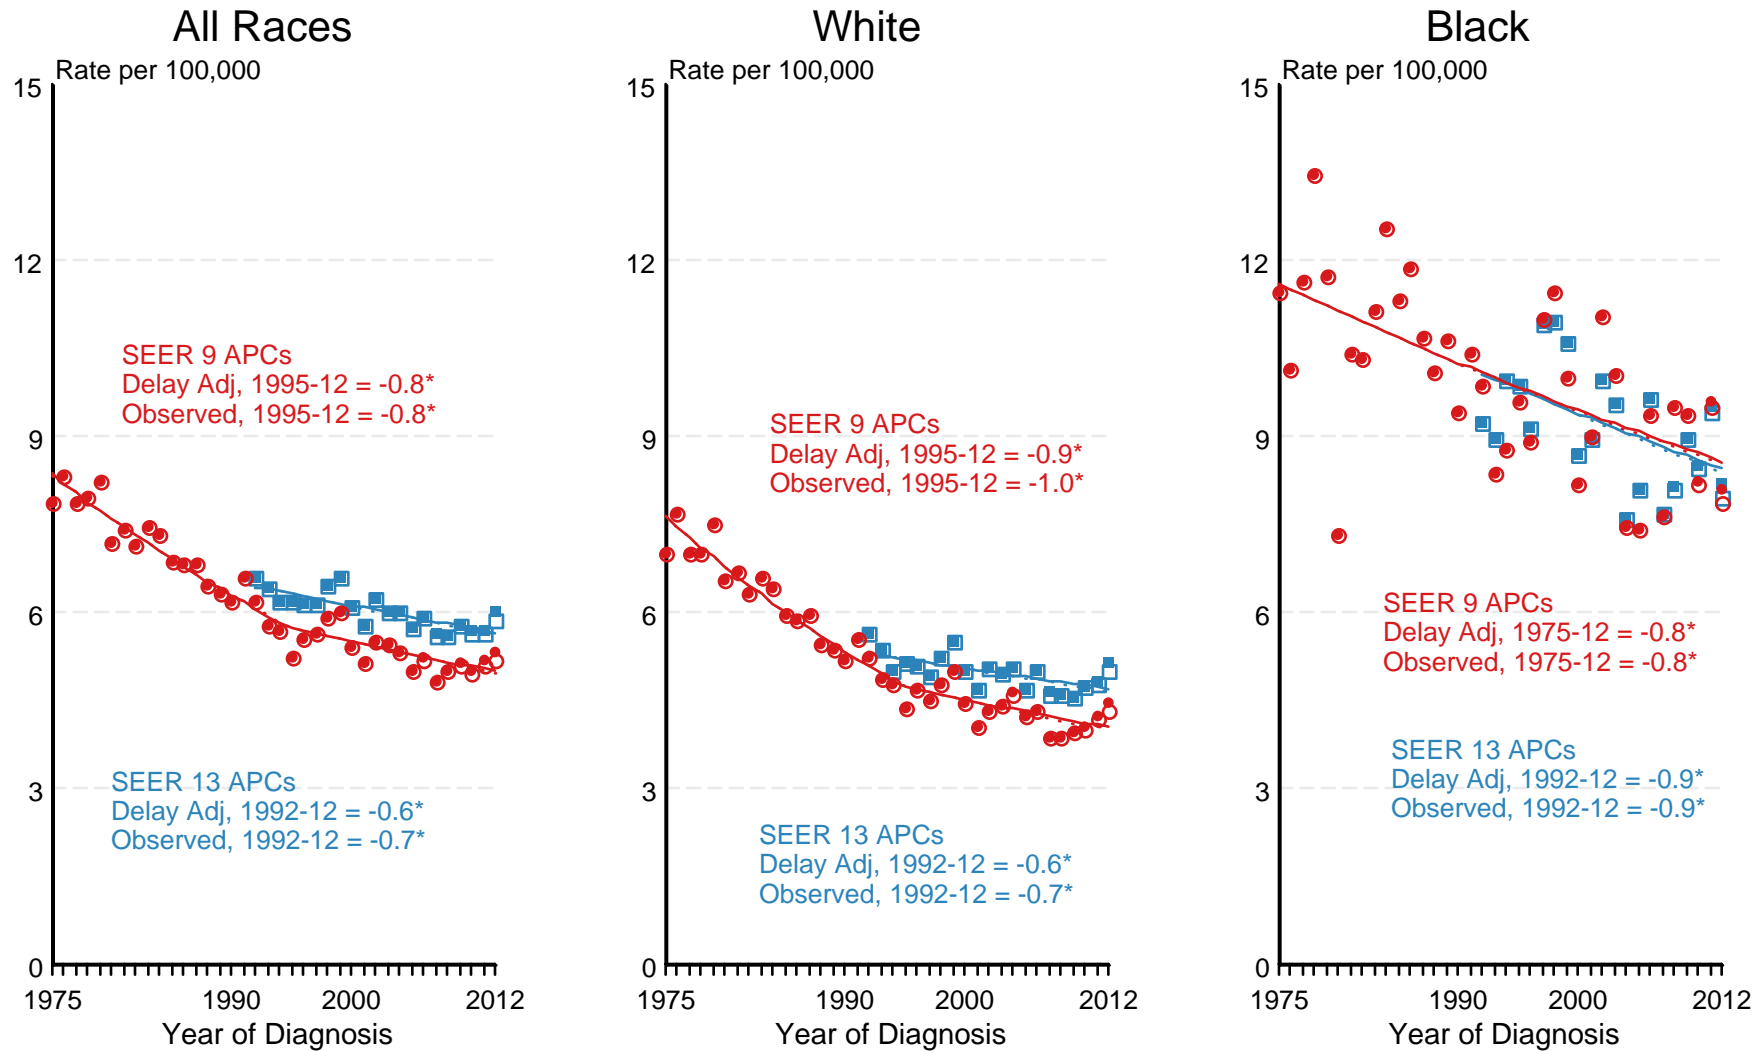 All Races
Rate per 100,000
15
12
9
6
3
0
SEER 9 APCs
Delay Adj, 1995-12 = -0.8*
Observed, 1995-12 = -0.8*
SEER 13 APCs
Delay Adj, 1992-12 = -0.6*
Observed, 1992-12 = -0.7*
1975 1990 2000 2012
Year of Diagnosis
White
Rate per 100,000
15
12
9
6
3
0
SEER 9 APCs
Delay Adj, 1995-12 = -0.9*
Observed, 1995-12 = -1.0*
SEER 13 APCs
Delay Adj, 1992-12 = -0.6*
Observed, 1992-12 = -0.7*
1975 1990 2000 2012
Year of Diagnosis
Black
Rate per 100,000
15
12
9
6
3
0
SEER 9 APCs
Delay Adj, 1975-12 = -0.8*
Observed, 1975-12 = -0.8*
SEER 13 APCs
Delay Adj, 1992-12 = -0.9*
Observed, 1992-12 = -0.9*
1975 1990 2000 2012
Year of Diagnosis